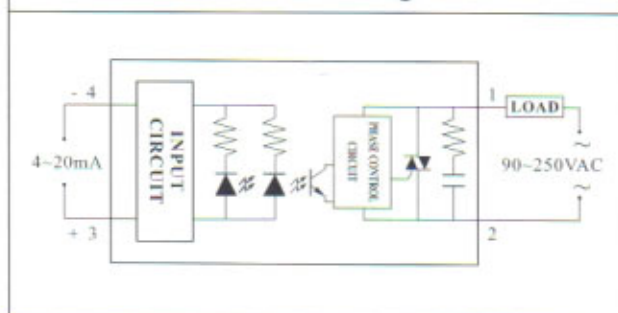 - 4
1
LOAD
INPUT
CIRCUIT
PHASE CONTROL
CIRCUIT
4~20mA
~
90~250VAC
~
+ 3
2